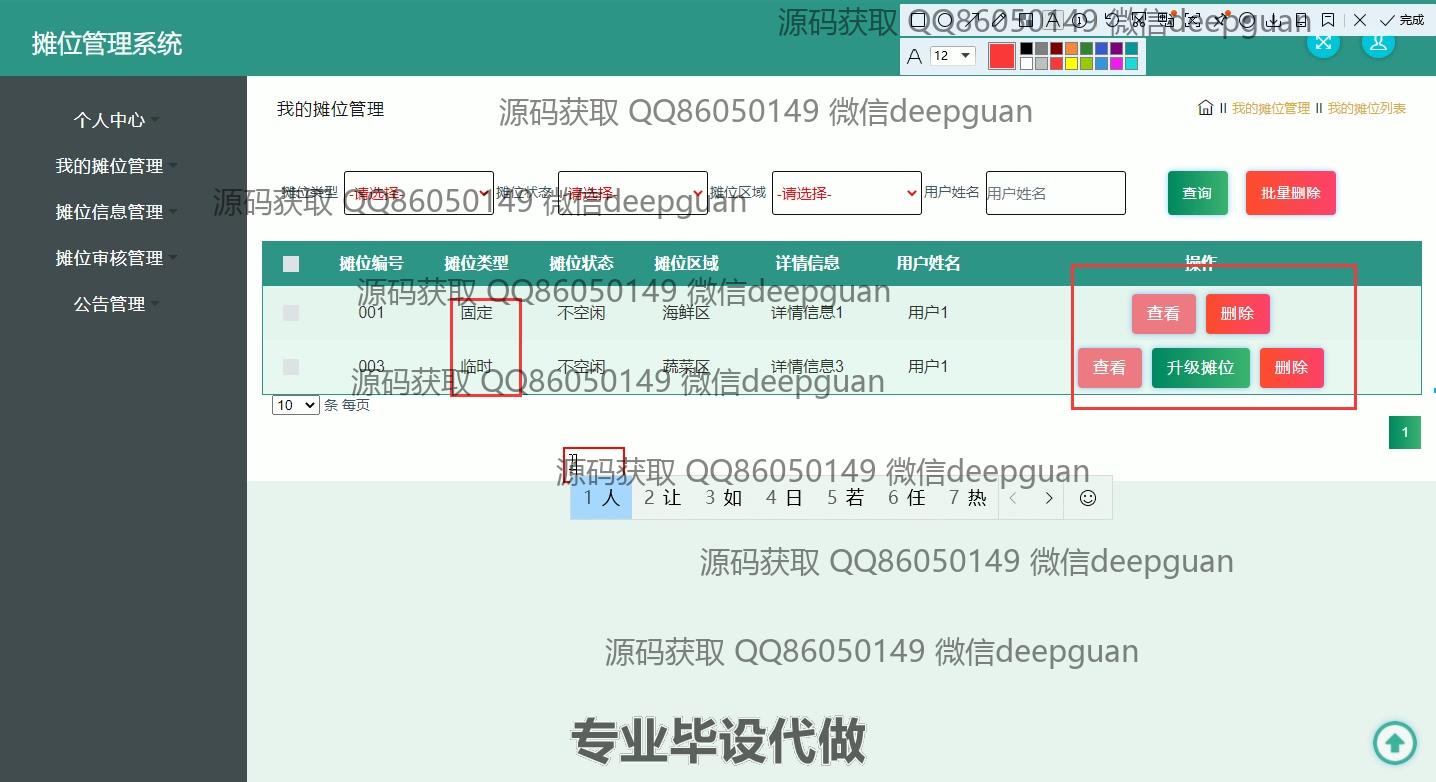 源码获取 QQ86050149 微信deepguan
完成
摊位管理系统
A 12
个人中心
我的摊位管理
摊位信息管理
摊位审核管理
公告管理
我的摊位管理
源码获取 QQ86050149 微信deepguan
我的摊位管理 我的摊位列表
摊位类型 -请选择- 摊位状态 -请选择- 摊位区域 -请选择- 用户姓名 用户姓名 查询 批量删除
源码获取 QQ86050149 微信deepguan
摊位编号 摊位类型 摊位状态 摊位区域 详情信息 用户姓名 操作
源码获取 QQ86050149 微信deepguan
001 固定 不空闲 海鲜区 详情信息1 用户1 查看 删除
003 临时 不空闲 蔬菜区 详情信息3 用户1 查看 升级摊位 删除
源码获取 QQ86050149 微信deepguan
10 条 每页
1
源码获取 QQ86050149 微信deepguan
1 人 2 让 3 如 4 日 5 若 6 任 7 热
源码获取 QQ86050149 微信deepguan
源码获取 QQ86050149 微信deepguan
专业毕设代做